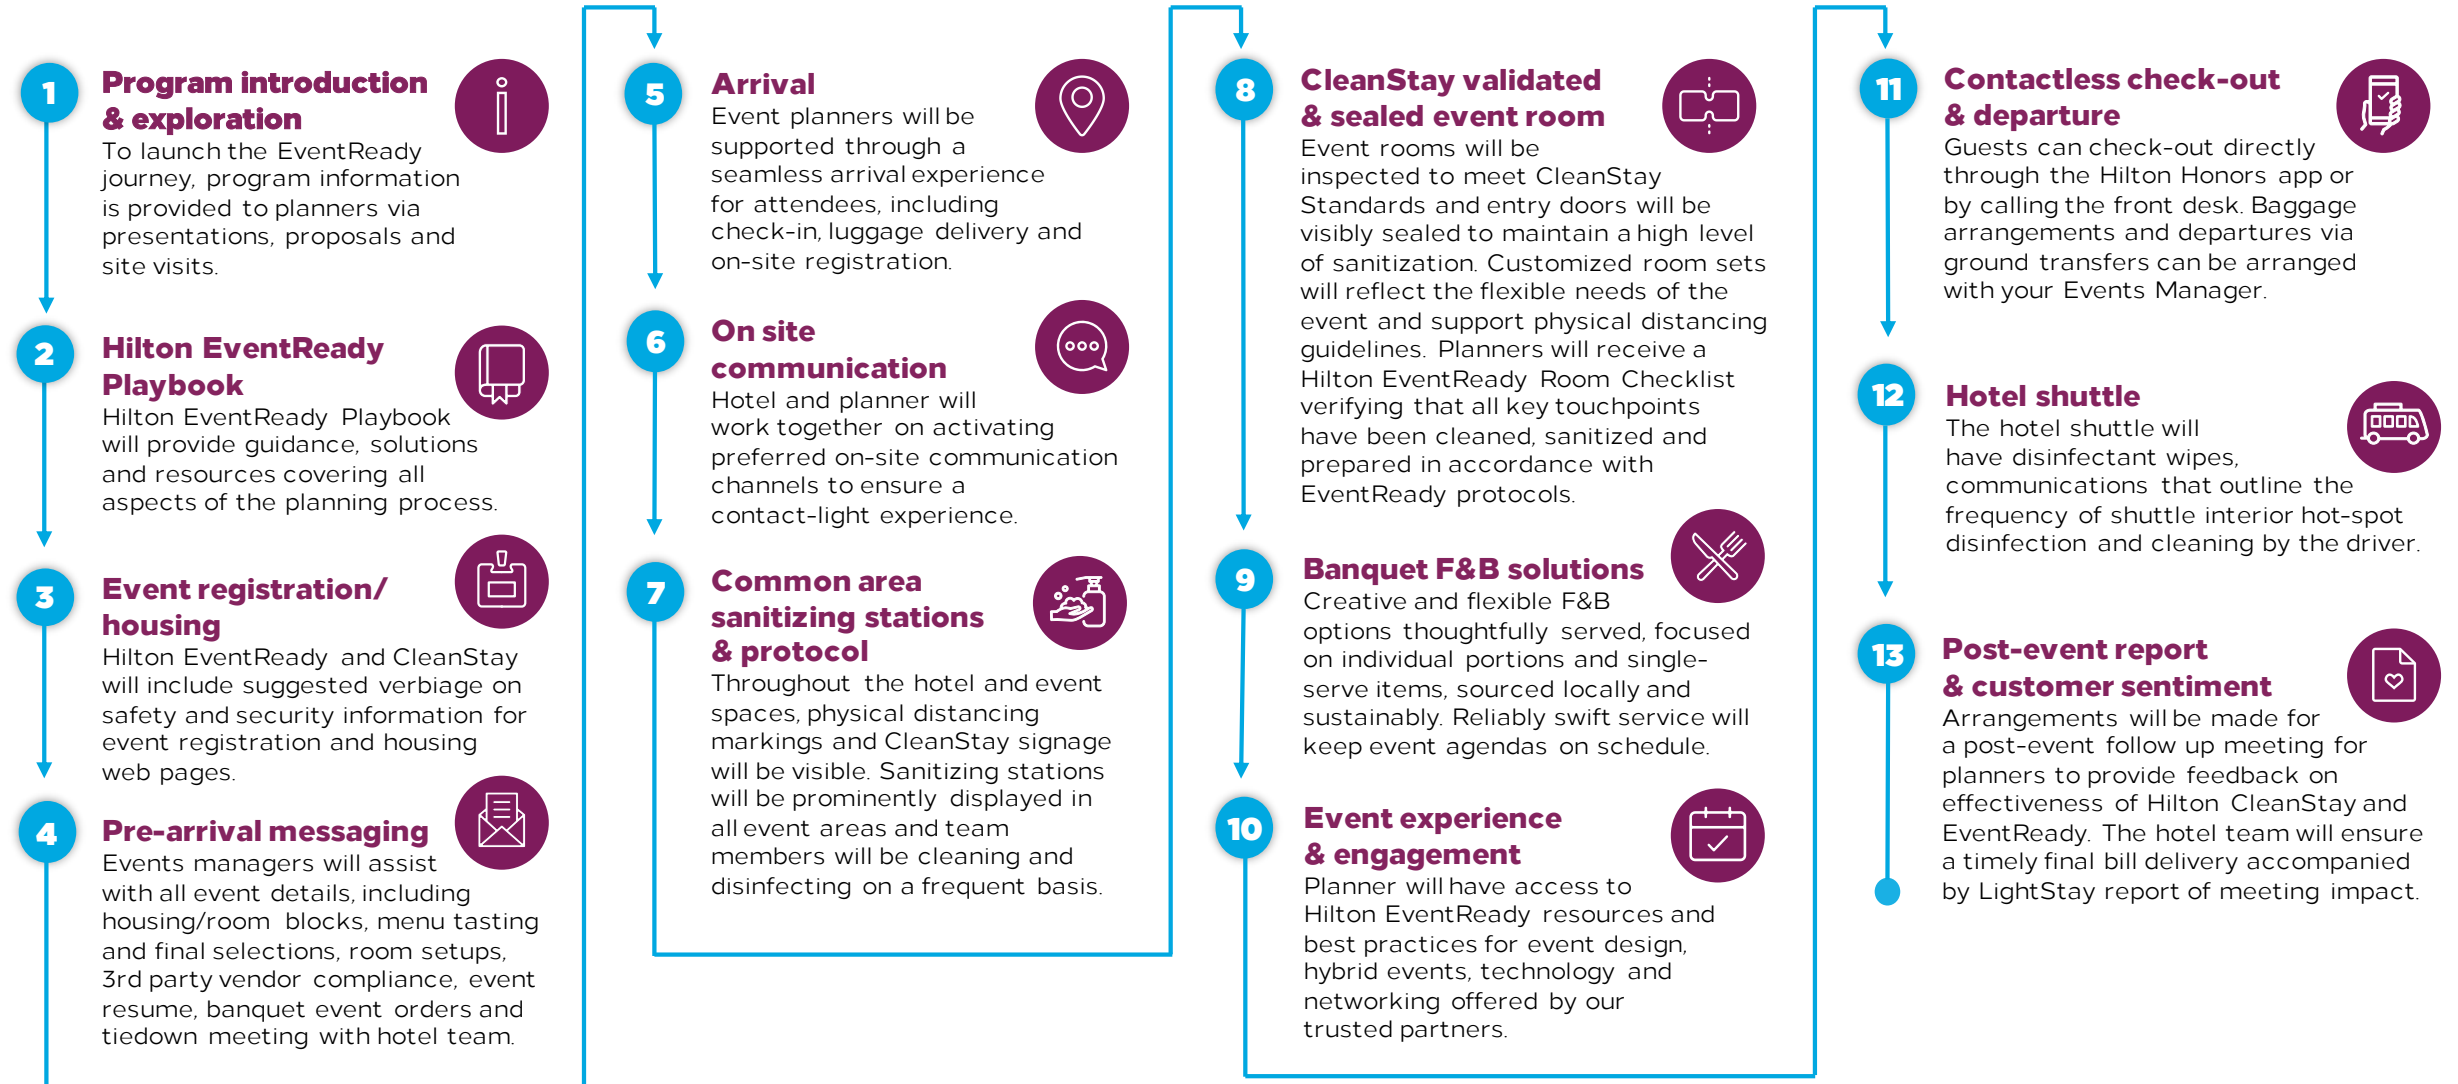 1
Program introduction
& exploration
To launch the EventReady
journey, program information
is provided to planners via
presentations, proposals and
site visits.
2
Hilton EventReady
Playbook
Hilton EventReady Playbook
will provide guidance, solutions
and resources covering all
aspects of the planning process.
3
Event registration/
housing
Hilton EventReady and CleanStay
will include suggested verbiage on
safety and security information for
event registration and housing
web pages.
4
Pre-arrival messaging
Events managers will assist
with all event details, including
housing/room blocks, menu tasting
and final selections, room setups,
3rd party vendor compliance, event
resume, banquet event orders and
tiedown meeting with hotel team.
5
Arrival
Event planners will be
supported through a
seamless arrival experience
for attendees, including
check-in, luggage delivery and
on-site registration.
6
On site
communication
Hotel and planner will
work together on activating
preferred on-site communication
channels to ensure a
contact-light experience.
7
Common area
sanitizing stations
& protocol
Throughout the hotel and event
spaces, physical distancing
markings and CleanStay signage
will be visible. Sanitizing stations
will be prominently displayed in
all event areas and team
members will be cleaning and
disinfecting on a frequent basis.
8
CleanStay validated
& sealed event room
Event rooms will be
inspected to meet CleanStay
Standards and entry doors will be
visibly sealed to maintain a high level
of sanitization. Customized room sets
will reflect the flexible needs of the
event and support physical distancing
guidelines. Planners will receive a
Hilton EventReady Room Checklist
verifying that all key touchpoints
have been cleaned, sanitized and
prepared in accordance with
EventReady protocols.
9
Banquet F&B solutions
Creative and flexible F&B
options thoughtfully served, focused
on individual portions and single-
serve items, sourced locally and
sustainably. Reliably swift service will
keep event agendas on schedule.
10
Event experience
& engagement
Planner will have access to
Hilton EventReady resources and
best practices for event design,
hybrid events, technology and
networking offered by our
trusted partners.
11
Contactless check-out
& departure
Guests can check-out directly
through the Hilton Honors app or
by calling the front desk. Baggage
arrangements and departures via
ground transfers can be arranged
with your Events Manager.
12
Hotel shuttle
The hotel shuttle will
have disinfectant wipes,
communications that outline the
frequency of shuttle interior hot-spot
disinfection and cleaning by the driver.
13
Post-event report
& customer sentiment
Arrangements will be made for
a post-event follow up meeting for
planners to provide feedback on
effectiveness of Hilton CleanStay and
EventReady. The hotel team will ensure
a timely final bill delivery accompanied
by LightStay report of meeting impact.